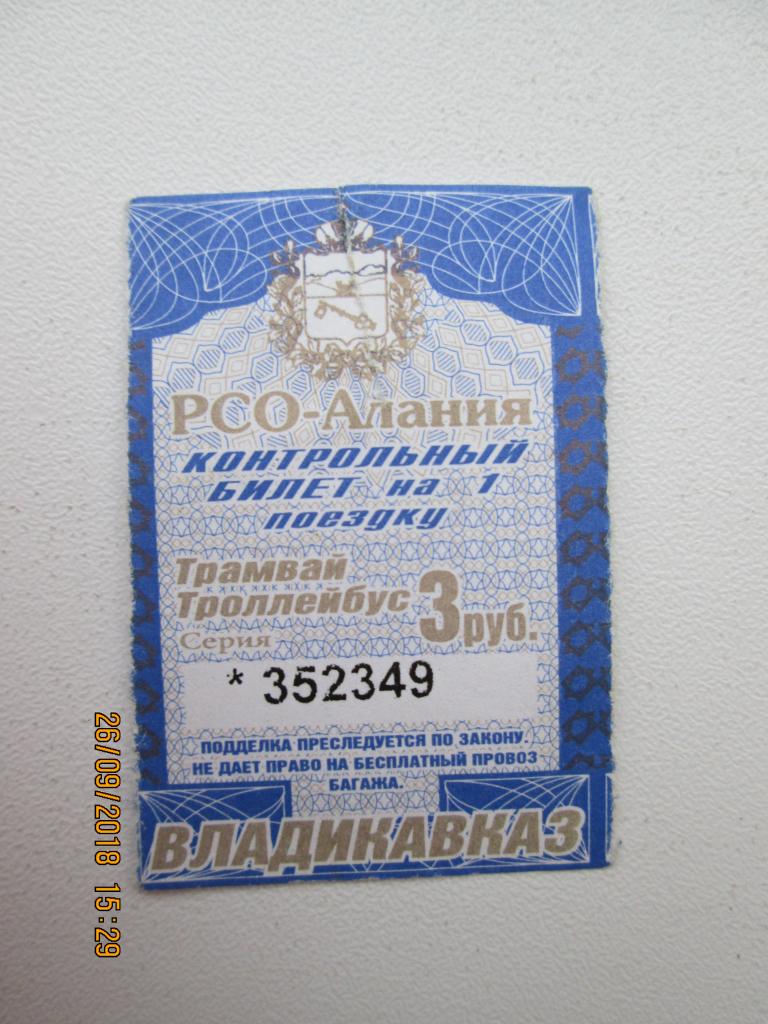 РСО-Алания
КОНТРОЛЬНЫЙ
БИЛЕТ на 1
поездку
Трамвай
Троллейбус
3 руб.
Серия
* 352349
ПОДДЕЛКА ПРЕСЛЕДУЕТСЯ ПО ЗАКОНУ.
НЕ ДАЕТ ПРАВО НА БЕСПЛАТНЫЙ ПРОВОЗ
БАГАЖА.
ВЛАДИКАВКАЗ
26/09/2018 15:29